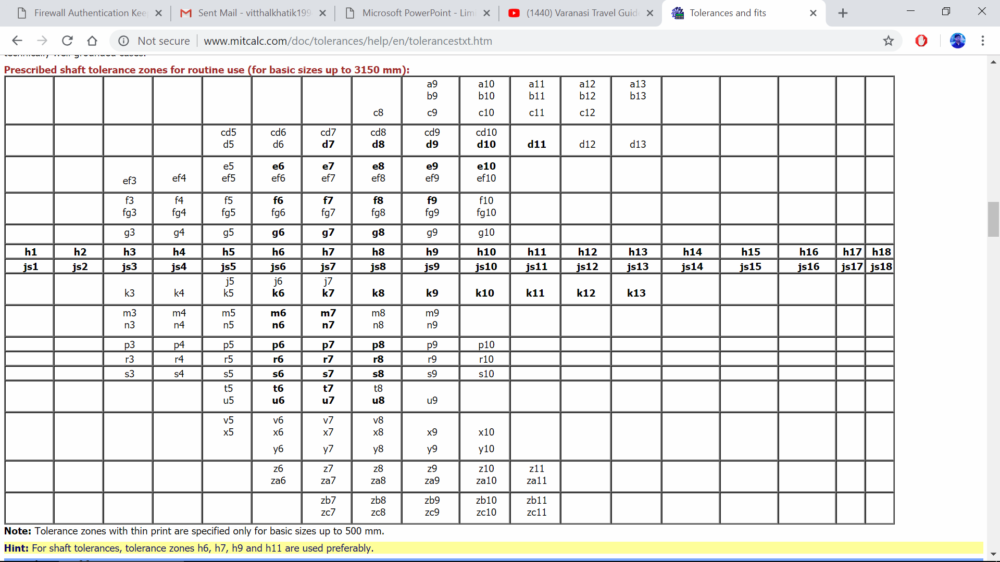 Firewall Authentication Kee
Sent Mail - vitthalkhatik199
Microsoft PowerPoint - Limi
(1440) Varanasi Travel Guide
Tolerances and fits
Not secure www.mitcalc.com/doc/tolerances/help/en/tolerancestxt.htm
technically well grounded cases.
Prescribed shaft tolerance zones for routine use (for basic sizes up to 3150 mm):
a9 a10 a11 a12 a13
b9 b10 b11 b12 b13
c8 c9 c10 c11 c12
cd5 cd6 cd7 cd8 cd9 cd10
d5 d6 d7 d8 d9 d10 d11 d12 d13
e5 e6 e7 e8 e9 e10
ef3 ef4 ef5 ef6 ef7 ef8 ef9 ef10
f3 f4 f5 f6 f7 f8 f9 f10
fg3 fg4 fg5 fg6 fg7 fg8 fg9 fg10
g3 g4 g5 g6 g7 g8 g9 g10
h1 h2 h3 h4 h5 h6 h7 h8 h9 h10 h11 h12 h13 h14 h15 h16 h17 h18
js1 js2 js3 js4 js5 js6 js7 js8 js9 js10 js11 js12 js13 js14 js15 js16 js17 js18
j5 j6 j7
k3 k4 k5 k6 k7 k8 k9 k10 k11 k12 k13
m3 m4 m5 m6 m7 m8 m9
n3 n4 n5 n6 n7 n8 n9
p3 p4 p5 p6 p7 p8 p9 p10
r3 r4 r5 r6 r7 r8 r9 r10
s3 s4 s5 s6 s7 s8 s9 s10
t5 t6 t7 t8
u5 u6 u7 u8 u9
v5 v6 v7 v8
x5 x6 x7 x8 x9 x10
y6 y7 y8 y9 y10
z6 z7 z8 z9 z10 z11
za6 za7 za8 za9 za10 za11
zb7 zb8 zb9 zb10 zb11
zc7 zc8 zc9 zc10 zc11
Note: Tolerance zones with thin print are specified only for basic sizes up to 500 mm.
Hint: For shaft tolerances, tolerance zones h6, h7, h9 and h11 are used preferably.